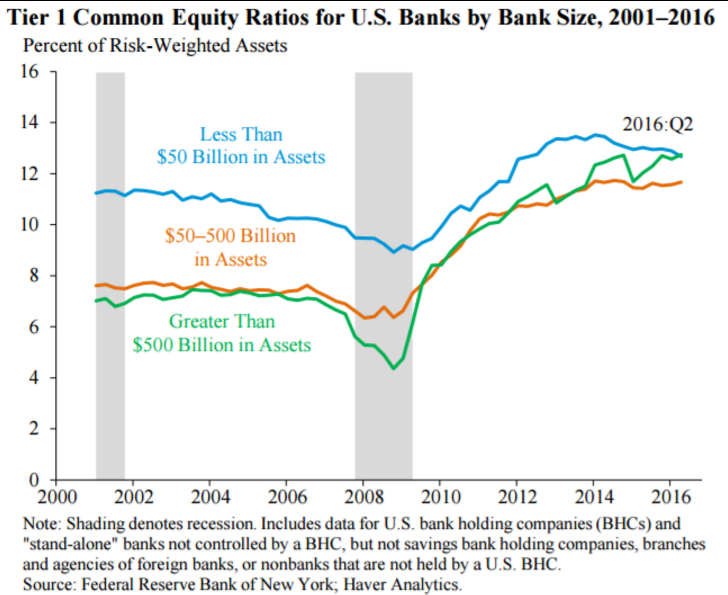 Tier 1 Common Equity Ratios for U.S. Banks by Bank Size, 2001–2016
Percent of Risk-Weighted Assets
16
14
12
10
8
6
4
2
0
2016:Q2
Less Than
$50 Billion in Assets
$50–500 Billion
in Assets
Greater Than
$500 Billion in Assets
2000 2002 2004 2006 2008 2010 2012 2014 2016
Note: Shading denotes recession. Includes data for U.S. bank holding companies (BHCs) and
"stand-alone" banks not controlled by a BHC, but not savings bank holding companies, branches
and agencies of foreign banks, or nonbanks that are not held by a U.S. BHC.
Source: Federal Reserve Bank of New York; Haver Analytics.